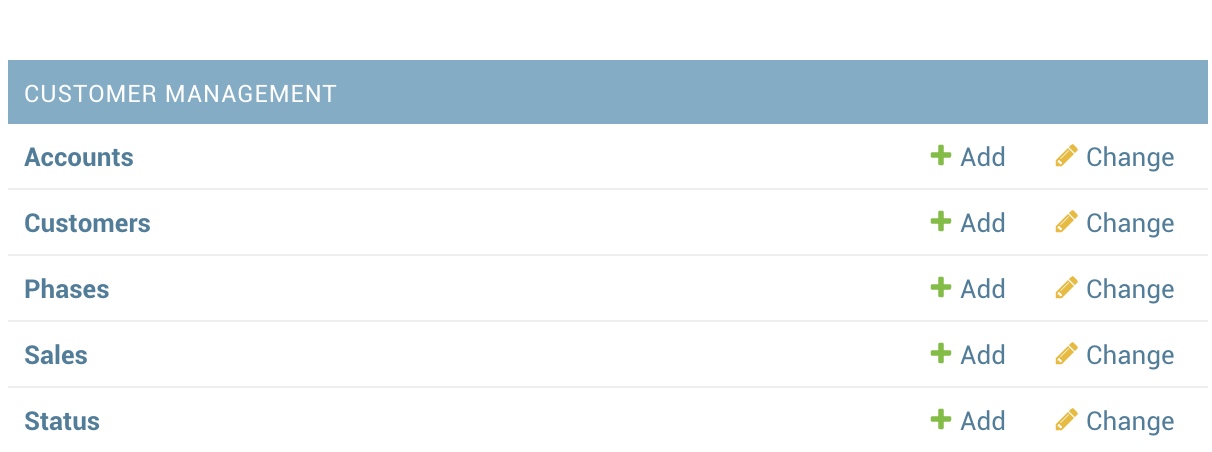 CUSTOMER MANAGEMENT
Accounts Add Change
Customers Add Change
Phases Add Change
Sales Add Change
Status Add Change